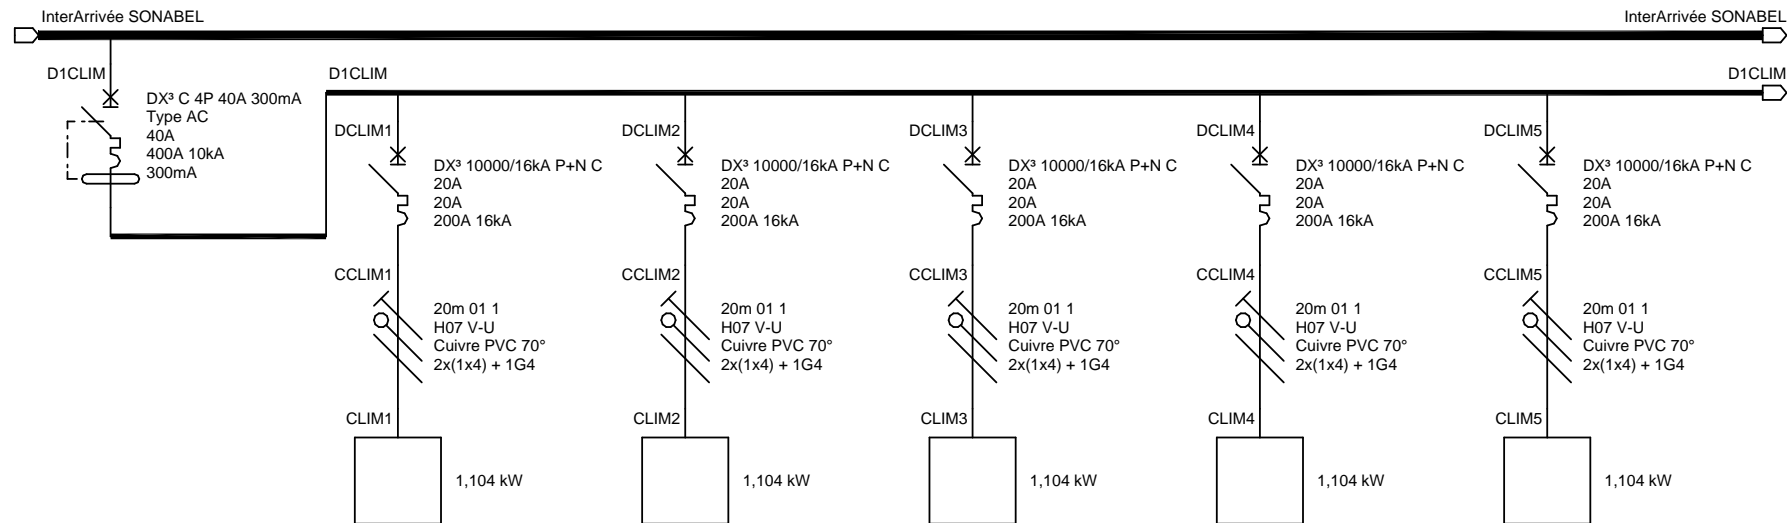 InterArrivée SONABEL
InterArrivée SONABEL
D1CLIM
D1CLIM
D1CLIM
DX³ C 4P 40A 300mA
Type AC
40A
400A 10kA
300mA
DCLIM1
DX³ 10000/16kA P+N C
20A
20A
200A 16kA
DCLIM2
DX³ 10000/16kA P+N C
20A
20A
200A 16kA
DCLIM3
DX³ 10000/16kA P+N C
20A
20A
200A 16kA
DCLIM4
DX³ 10000/16kA P+N C
20A
20A
200A 16kA
DCLIM5
DX³ 10000/16kA P+N C
20A
20A
200A 16kA
CCLIM1
20m 01 1
H07 V-U
Cuivre PVC 70°
2x(1x4) + 1G4
CCLIM2
20m 01 1
H07 V-U
Cuivre PVC 70°
2x(1x4) + 1G4
CCLIM3
20m 01 1
H07 V-U
Cuivre PVC 70°
2x(1x4) + 1G4
CCLIM4
20m 01 1
H07 V-U
Cuivre PVC 70°
2x(1x4) + 1G4
CCLIM5
20m 01 1
H07 V-U
Cuivre PVC 70°
2x(1x4) + 1G4
CLIM1
1,104 kW
CLIM2
1,104 kW
CLIM3
1,104 kW
CLIM4
1,104 kW
CLIM5
1,104 kW